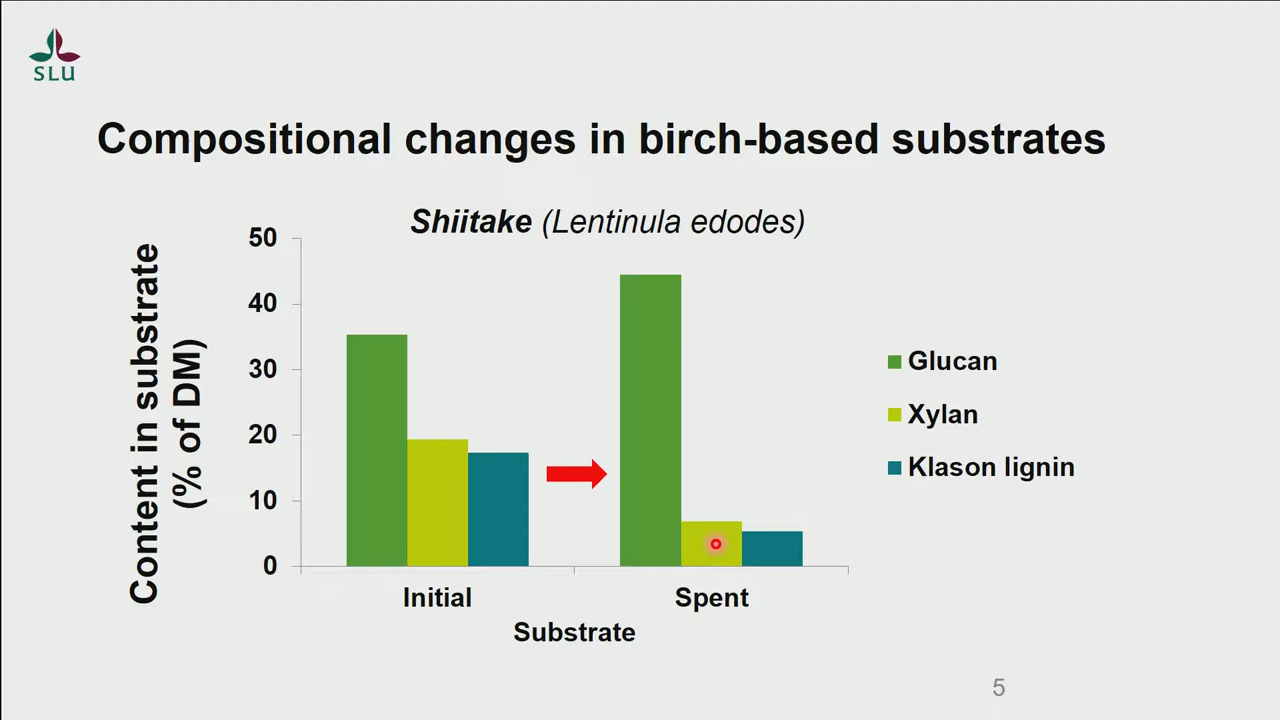 SLU
Compositional changes in birch-based substrates
Shiitake (Lentinula edodes)
Content in substrate
(% of DM)
50
40
30
20
10
0
Initial
Spent
Substrate
Glucan
Xylan
Klason lignin
5